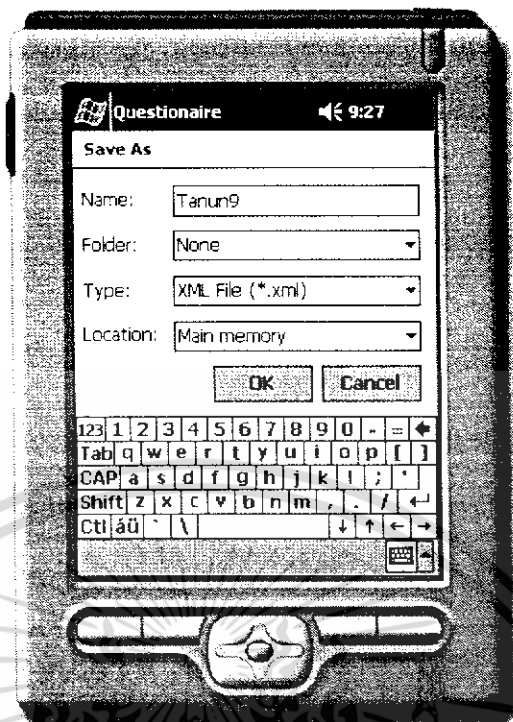 Questionaire 9:27
Save As
Name: Tanun9
Folder: None
Type: XML File (*.xml)
Location: Main memory
OK Cancel
123 1 2 3 4 5 6 7 8 9 0 - = 
Tab q w e r t y u i o p [ ]
CAP a s d f g h j k l ; '
Shift z x c v b n m , . / 
Ctl áü ` \ ↓ ↑ ← →